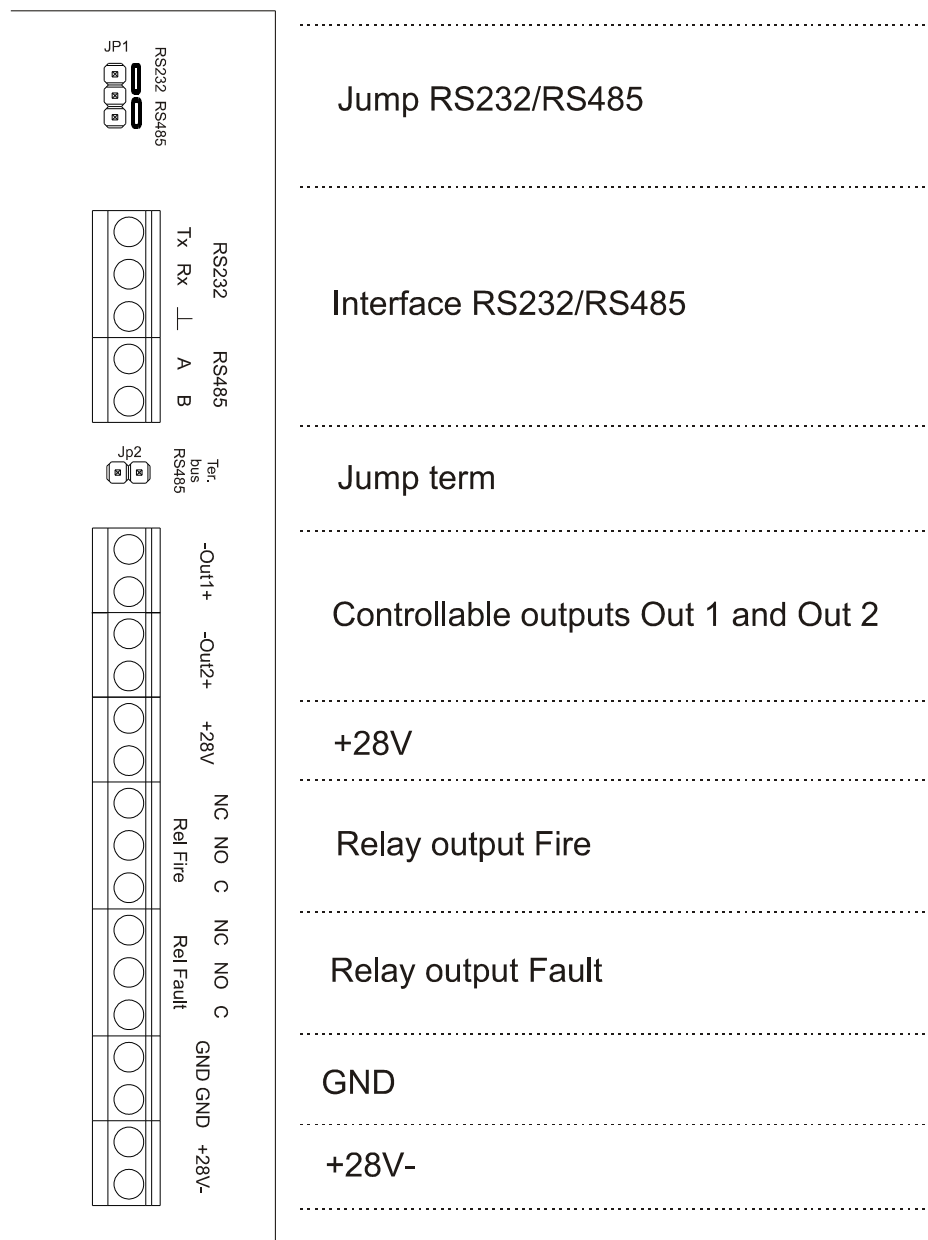 JP1
RS232 RS485
Jump RS232/RS485
Tx Rx ⊥
RS232
A B
RS485
Interface RS232/RS485
Jp2
Ter.
bus
RS485
Jump term
-Out1+
-Out2+
Controllable outputs Out 1 and Out 2
+28V
+28V
NC NO C
Rel Fire
Relay output Fire
NC NO C
Rel Fault
Relay output Fault
GND GND
GND
+28V-
+28V-